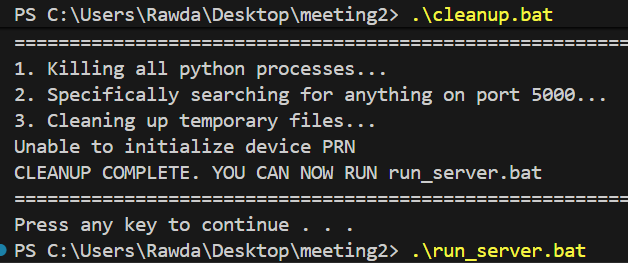 PS C:\Users\Rawda\Desktop\meeting2> .\cleanup.bat
=======================================================
1. Killing all python processes...
2. Specifically searching for anything on port 5000...
3. Cleaning up temporary files...
Unable to initialize device PRN
CLEANUP COMPLETE. YOU CAN NOW RUN run_server.bat
=======================================================
Press any key to continue . . .
PS C:\Users\Rawda\Desktop\meeting2> .\run_server.bat